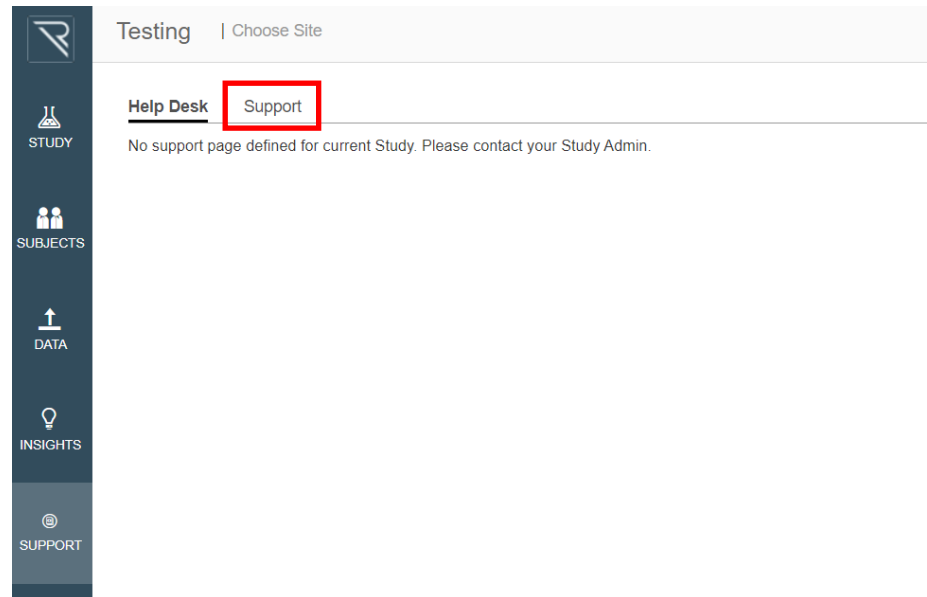 Testing | Choose Site
Help Desk Support
No support page defined for current Study. Please contact your Study Admin.
STUDY
SUBJECTS
DATA
INSIGHTS
SUPPORT